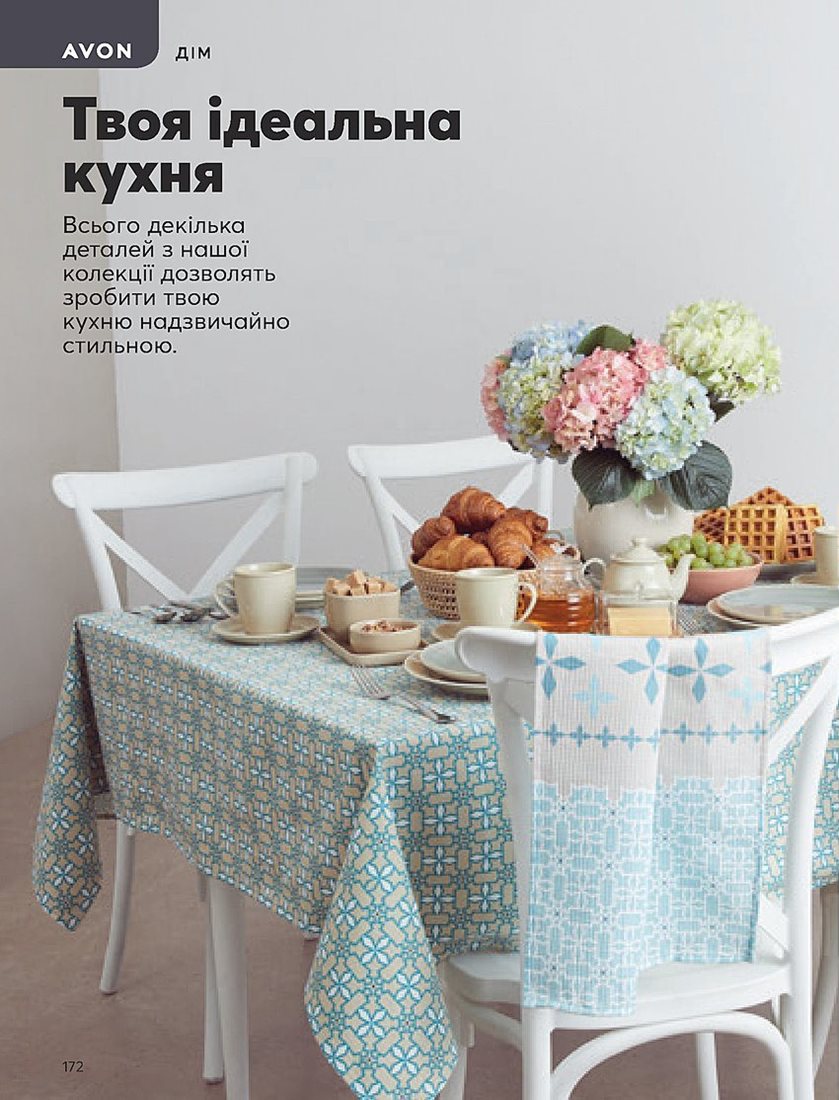 AVON ДІМ
Твоя ідеальна
кухня
Всього декілька
деталей з нашої
колекції дозволять
зробити твою
кухню надзвичайно
стильною.
172